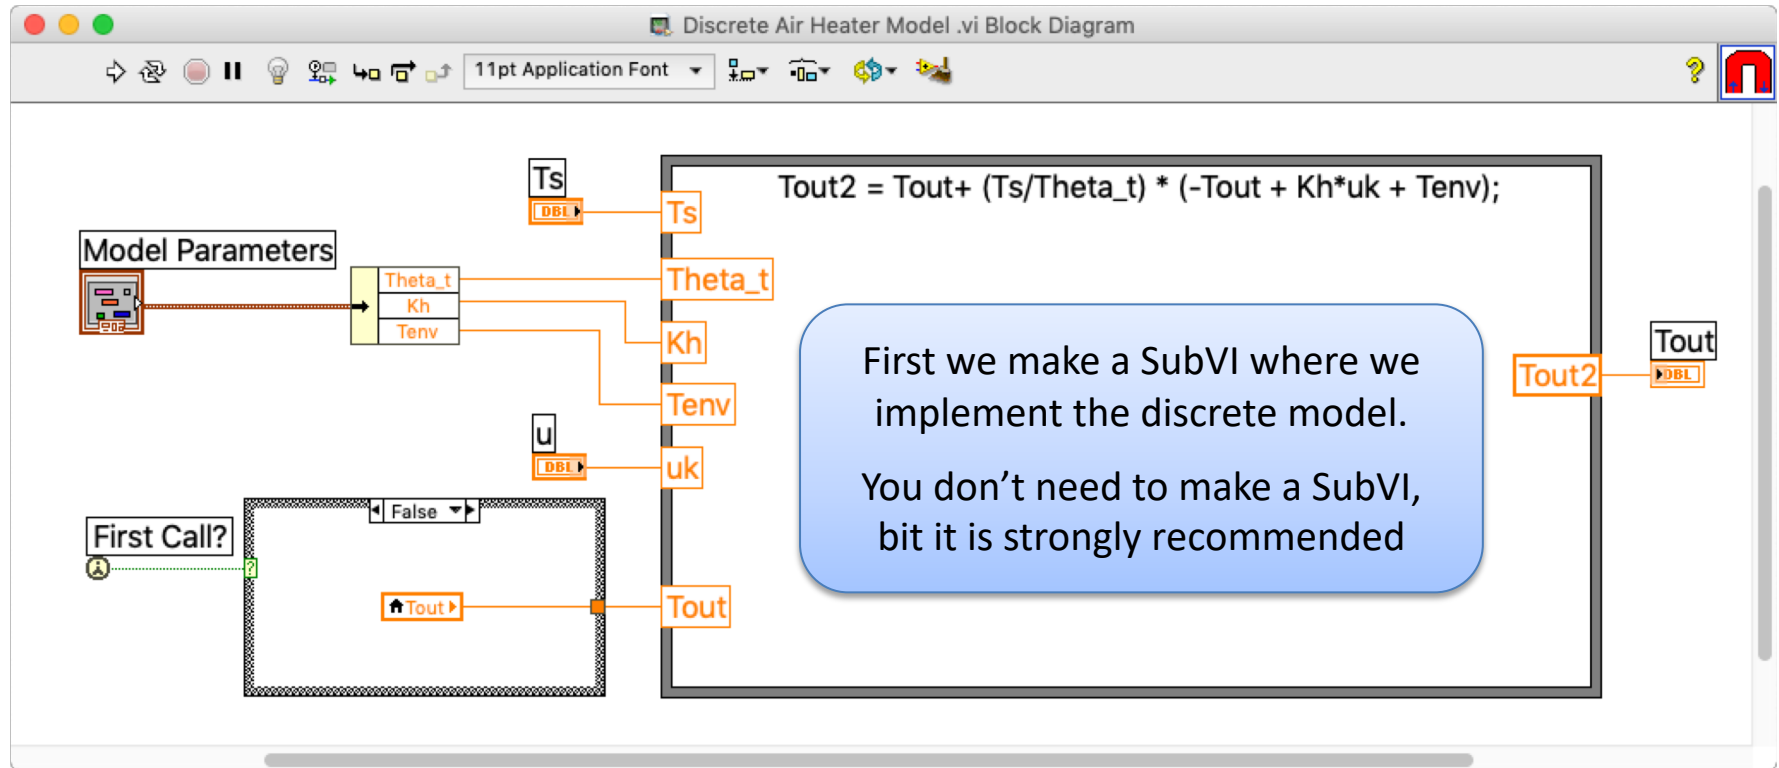 Discrete Air Heater Model .vi Block Diagram
11pt Application Font
Ts
DBL
Ts
Tout2 = Tout+ (Ts/Theta_t) * (-Tout + Kh*uk + Tenv);
Model Parameters
Theta_t
Kh
Tenv
Theta_t
Kh
Tenv
u
DBL
uk
First we make a SubVI where we
implement the discrete model.
You don’t need to make a SubVI,
bit it is strongly recommended
Tout
Tout2
DBL
False
First Call?
?
Tout
Tout